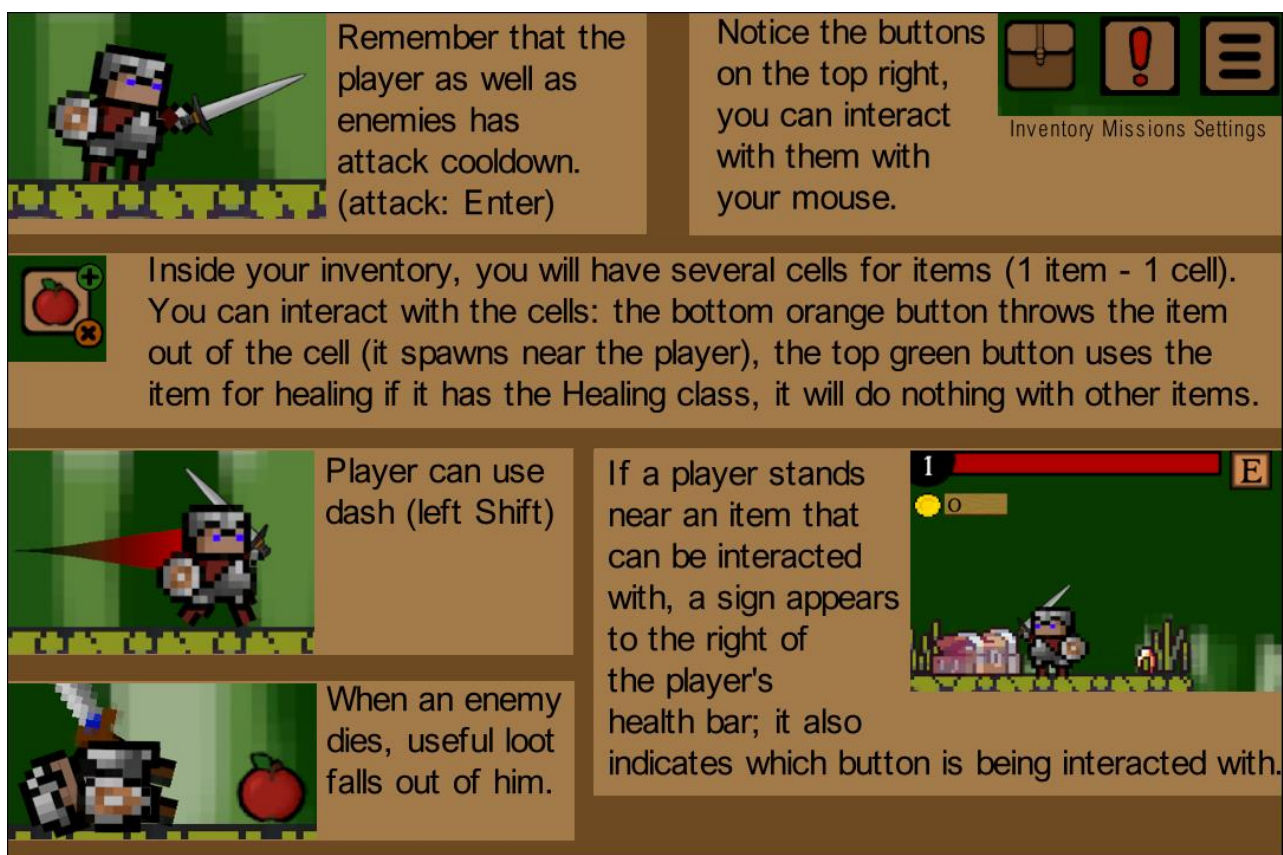 Remember that the
player as well as
enemies has
attack cooldown.
(attack: Enter)
Notice the buttons
on the top right,
you can interact
with them with
your mouse.
Inventory Missions Settings
Inside your inventory, you will have several cells for items (1 item - 1 cell).
You can interact with the cells: the bottom orange button throws the item
out of the cell (it spawns near the player), the top green button uses the
item for healing if it has the Healing class, it will do nothing with other items.
Player can use
dash (left Shift)
When an enemy
dies, useful loot
falls out of him.
If a player stands
near an item that
can be interacted
with, a sign appears
to the right of
the player's
health bar; it also
indicates which button is being interacted with.
1
E
0